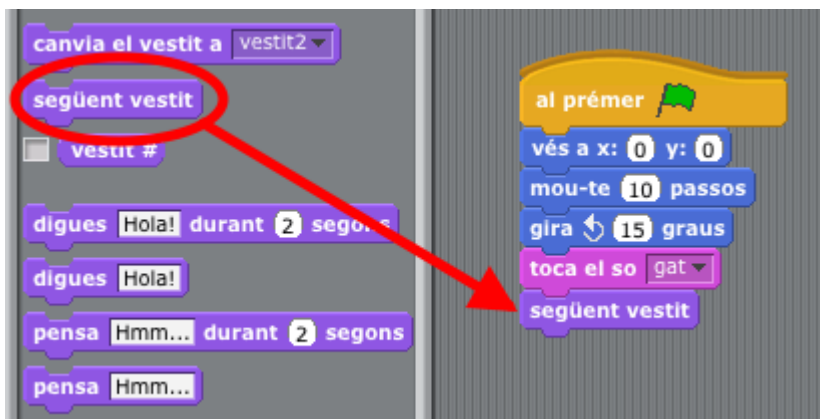 canvia el vestit a vestit2
següent vestit
vestit #
digues Hola! durant 2 segons
digues Hola!
pensa Hmm... durant 2 segons
pensa Hmm...
al prémer
vés a x: 0 y: 0
mou-te 10 passos
gira 15 graus
toca el so gat
següent vestit